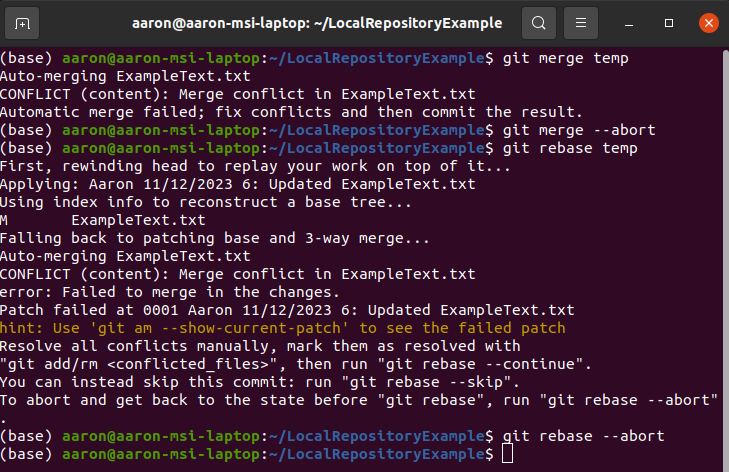 aaron@aaron-msi-laptop: ~/LocalRepositoryExample
(base) aaron@aaron-msi-laptop:~/LocalRepositoryExample$ git merge temp
Auto-merging ExampleText.txt
CONFLICT (content): Merge conflict in ExampleText.txt
Automatic merge failed; fix conflicts and then commit the result.
(base) aaron@aaron-msi-laptop:~/LocalRepositoryExample$ git merge --abort
(base) aaron@aaron-msi-laptop:~/LocalRepositoryExample$ git rebase temp
First, rewinding head to replay your work on top of it...
Applying: Aaron 11/12/2023 6: Updated ExampleText.txt
Using index info to reconstruct a base tree...
M       ExampleText.txt
Falling back to patching base and 3-way merge...
Auto-merging ExampleText.txt
CONFLICT (content): Merge conflict in ExampleText.txt
error: Failed to merge in the changes.
Patch failed at 0001 Aaron 11/12/2023 6: Updated ExampleText.txt
hint: Use 'git am --show-current-patch' to see the failed patch
Resolve all conflicts manually, mark them as resolved with
"git add/rm <conflicted_files>", then run "git rebase --continue".
You can instead skip this commit: run "git rebase --skip".
To abort and get back to the state before "git rebase", run "git rebase --abort"
.
(base) aaron@aaron-msi-laptop:~/LocalRepositoryExample$ git rebase --abort
(base) aaron@aaron-msi-laptop:~/LocalRepositoryExample$